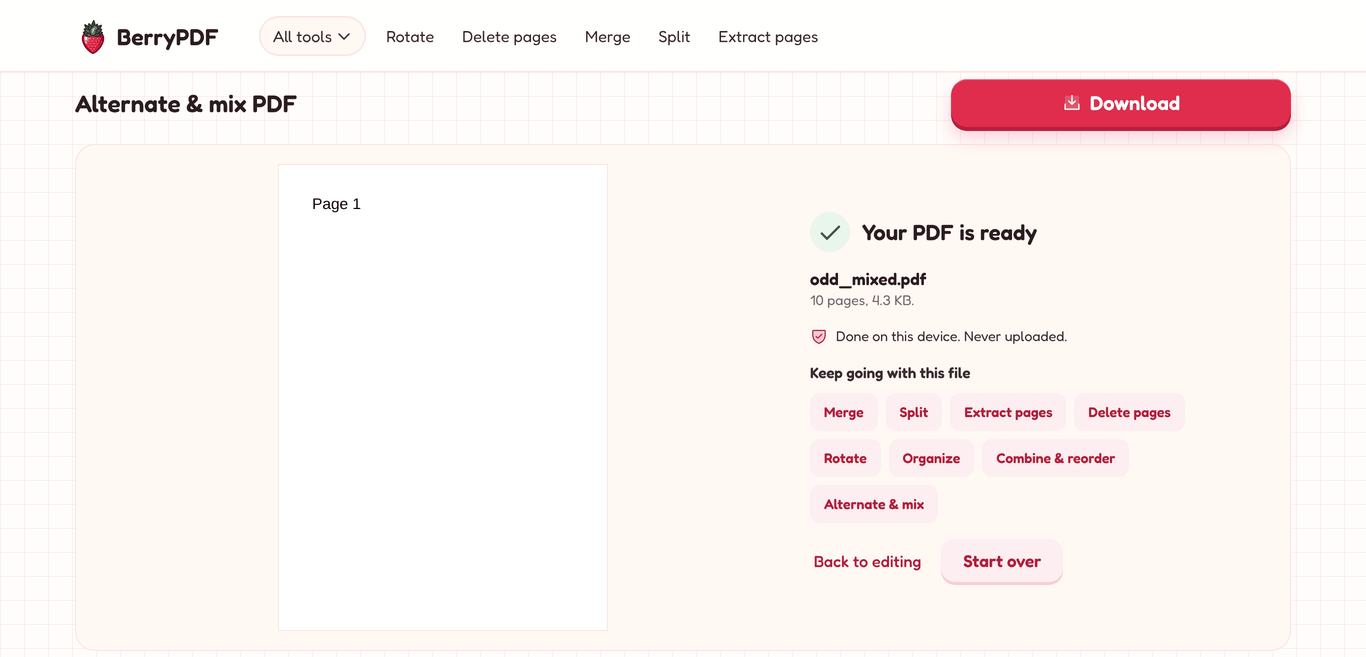 BerryPDF
All tools
Rotate
Delete pages
Merge
Split
Extract pages
Alternate & mix PDF
Download
Page 1
Your PDF is ready
odd_mixed.pdf
10 pages, 4.3 KB.
Done on this device. Never uploaded.
Keep going with this file
Merge
Split
Extract pages
Delete pages
Rotate
Organize
Combine & reorder
Alternate & mix
Back to editing
Start over